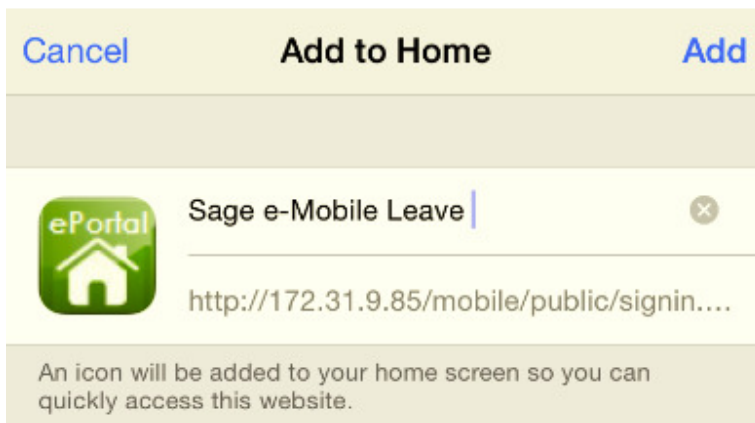 Cancel Add to Home Add
ePortal
Sage e-Mobile Leave
http://172.31.9.85/mobile/public/signin....
An icon will be added to your home screen so you can
quickly access this website.